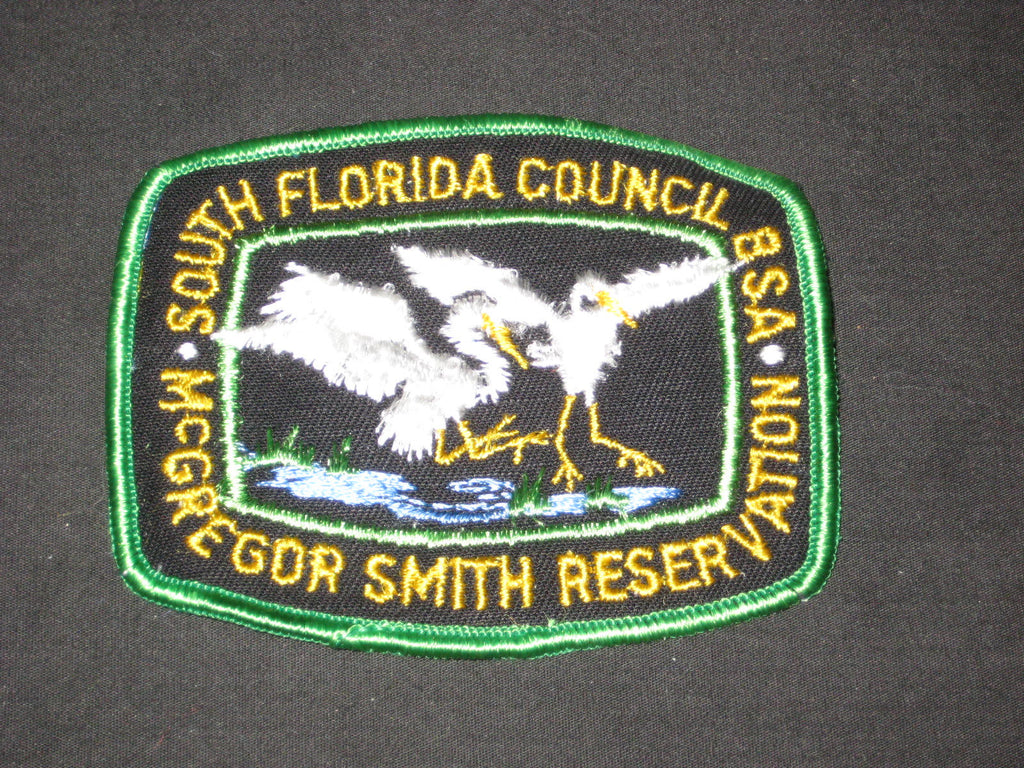 SOUTH FLORIDA COUNCIL BSA
McGREGOR SMITH RESERVATION